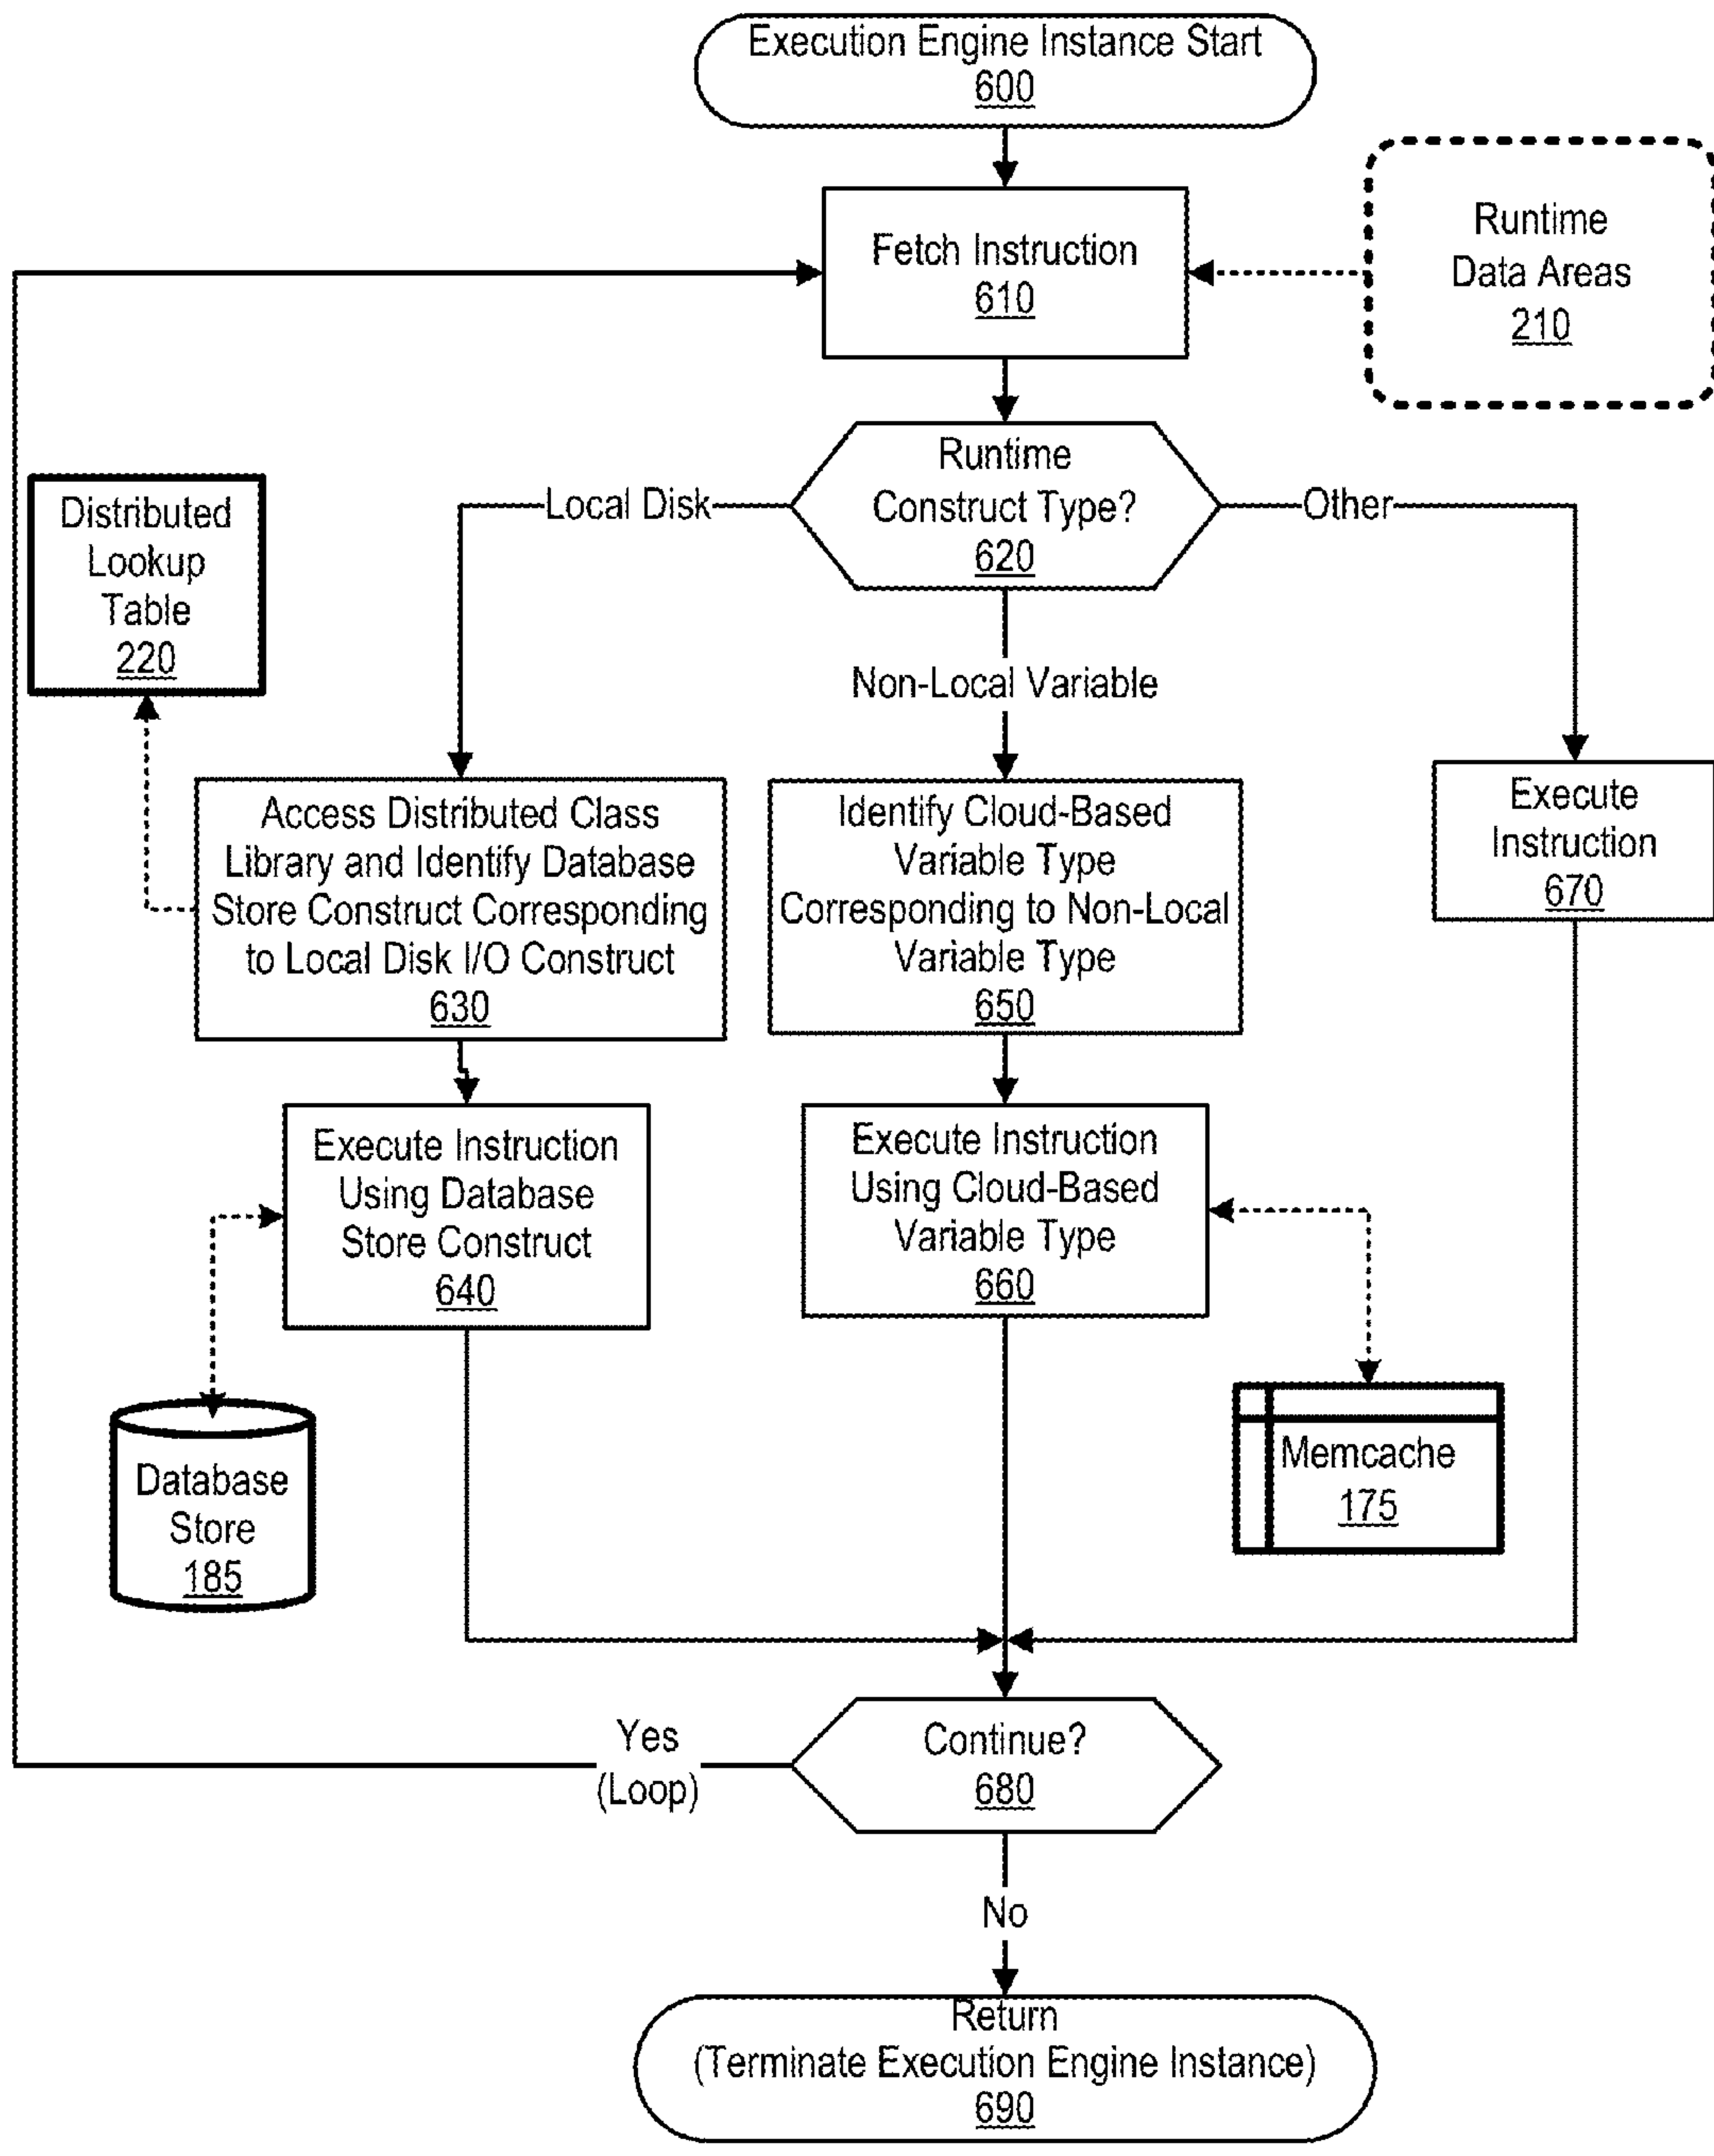 Execution Engine Instance Start
600
Fetch Instruction
610
Runtime
Data Areas
210
Runtime
Construct Type?
620
Local Disk
Other
Non-Local Variable
Distributed
Lookup
Table
220
Access Distributed Class
Library and Identify Database
Store Construct Corresponding
to Local Disk I/O Construct
630
Identify Cloud-Based
Variable Type
Corresponding to Non-Local
Variable Type
650
Execute
Instruction
670
Execute Instruction
Using Database
Store Construct
640
Execute Instruction
Using Cloud-Based
Variable Type
660
Database
Store
185
Memcache
175
Yes
(Loop)
Continue?
680
No
Return
(Terminate Execution Engine Instance)
690